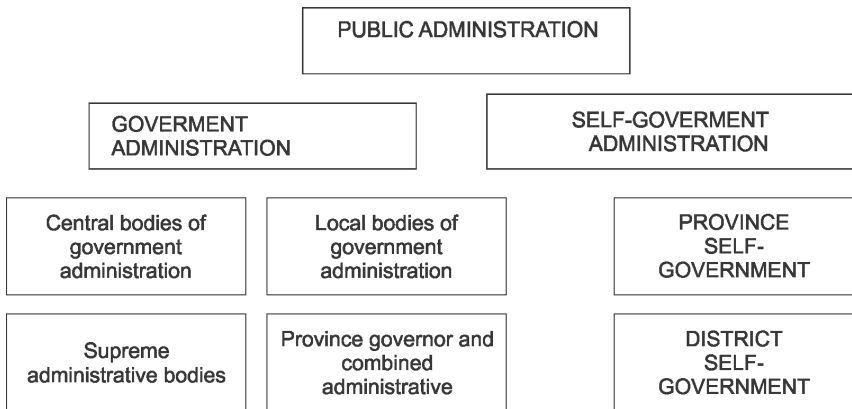 PUBLIC ADMINISTRATION
GOVERMENT
ADMINISTRATION
SELF-GOVERMENT
ADMINISTRATION
Central bodies of
government
administration
Local bodies of
government
administration
PROVINCE
SELF-
GOVERNMENT
Supreme
administrative bodies
Province governor and
combined
administrative
DISTRICT
SELF-
GOVERNMENT